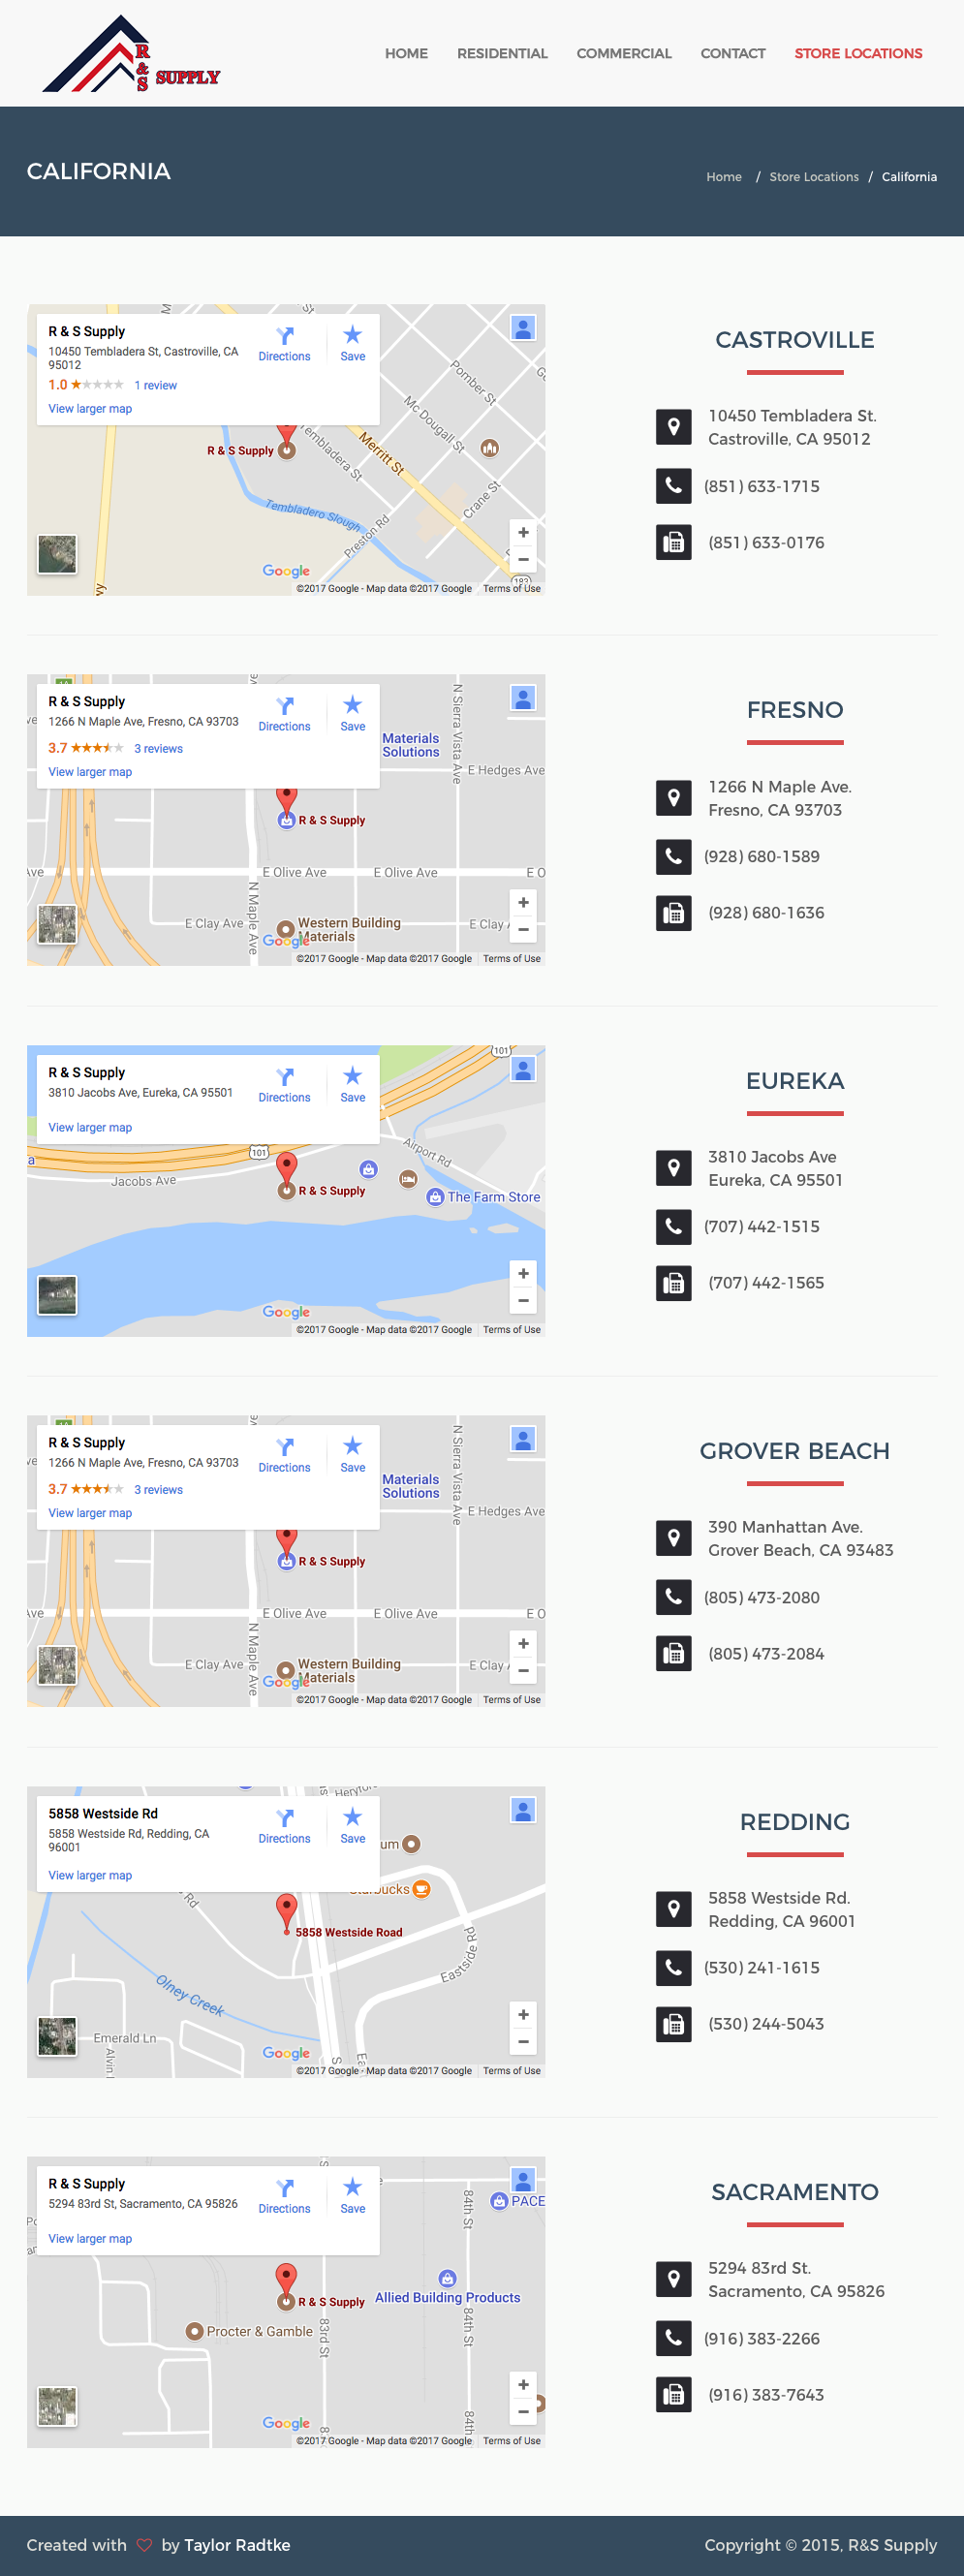 R&S SUPPLY
HOME RESIDENTIAL COMMERCIAL CONTACT STORE LOCATIONS
CALIFORNIA
Home / Store Locations / California
R & S Supply
10450 Tembladera St, Castroville, CA
95012
1.0 1 review
View larger map
Directions Save
R & S Supply
Tembladera St
Merritt St
Mc Dougall St
Pomber St
Crane St
Preston Rd
Tembladero Slough
183
vy
Google
©2017 Google - Map data ©2017 Google Terms of Use
CASTROVILLE
10450 Tembladera St.
Castroville, CA 95012
(851) 633-1715
(851) 633-0176
R & S Supply
1266 N Maple Ave, Fresno, CA 93703
3.7 3 reviews
View larger map
Directions Save
Materials
Solutions
N Sierra Vista Ave
E Hedges Ave
R & S Supply
Ave
E Olive Ave E Olive Ave E O
N Maple Ave
E Clay Ave
E Clay
Western Building
Materials
Google
©2017 Google - Map data ©2017 Google Terms of Use
FRESNO
1266 N Maple Ave.
Fresno, CA 93703
(928) 680-1589
(928) 680-1636
R & S Supply
3810 Jacobs Ave, Eureka, CA 95501
View larger map
Directions Save
101
101
Airport Rd
Jacobs Ave
R & S Supply
The Farm Store
Google
©2017 Google - Map data ©2017 Google Terms of Use
EUREKA
3810 Jacobs Ave
Eureka, CA 95501
(707) 442-1515
(707) 442-1565
R & S Supply
1266 N Maple Ave, Fresno, CA 93703
3.7 3 reviews
View larger map
Directions Save
Materials
Solutions
N Sierra Vista Ave
E Hedges Ave
R & S Supply
Ave
E Olive Ave E Olive Ave E O
N Maple Ave
E Clay Ave
E Clay
Western Building
Materials
Google
©2017 Google - Map data ©2017 Google Terms of Use
GROVER BEACH
390 Manhattan Ave.
Grover Beach, CA 93483
(805) 473-2080
(805) 473-2084
5858 Westside Rd
5858 Westside Rd, Redding, CA
96001
View larger map
Directions Save
um
Starbucks
Rd
5858 Westside Road
Eastside Rd
Olney Creek
Emerald Ln
Alvin
Google
©2017 Google - Map data ©2017 Google Terms of Use
REDDING
5858 Westside Rd.
Redding, CA 96001
(530) 241-1615
(530) 244-5043
R & S Supply
5294 83rd St, Sacramento, CA 95826
View larger map
Directions Save
84th St
PACE
R & S Supply
Allied Building Products
Procter & Gamble
83rd St
84th St
84th
Google
©2017 Google - Map data ©2017 Google Terms of Use
SACRAMENTO
5294 83rd St.
Sacramento, CA 95826
(916) 383-2266
(916) 383-7643
Created with ♡ by Taylor Radtke
Copyright © 2015, R&S Supply